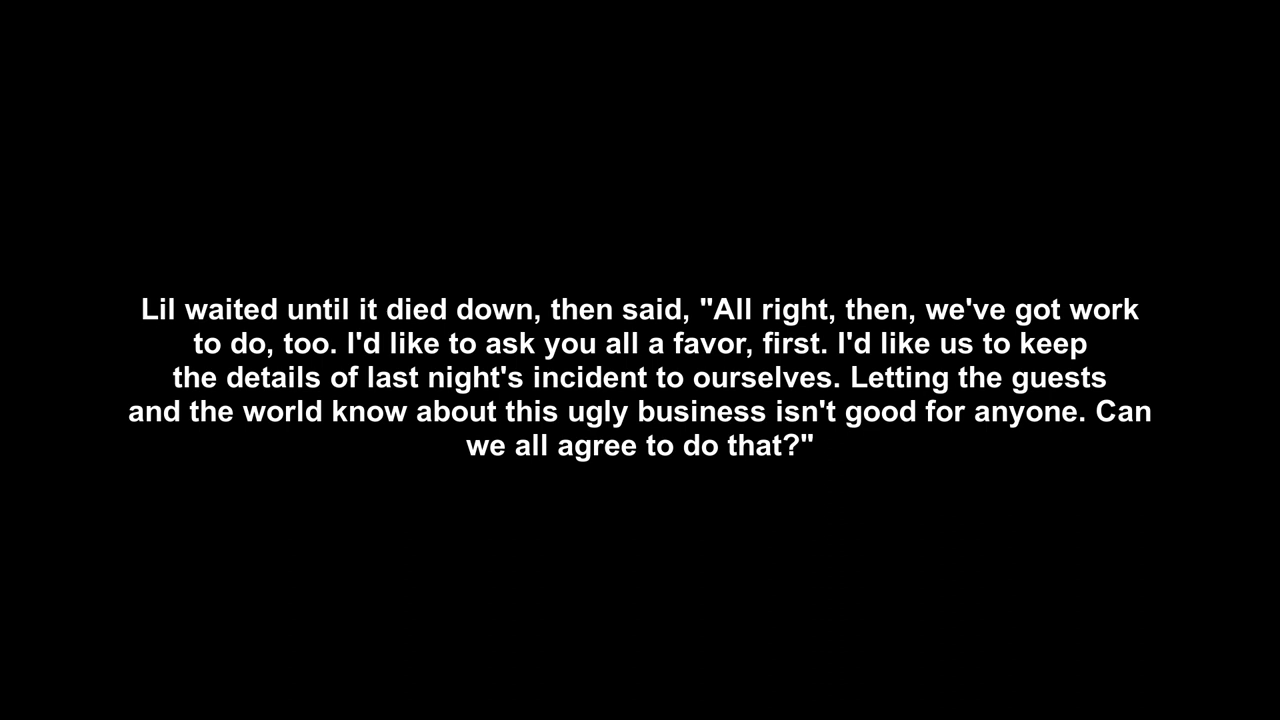 Lil waited until it died down, then said, "All right, then, we've got work
to do, too. I'd like to ask you all a favor, first. I'd like us to keep
the details of last night's incident to ourselves. Letting the guests
and the world know about this ugly business isn't good for anyone. Can
we all agree to do that?"